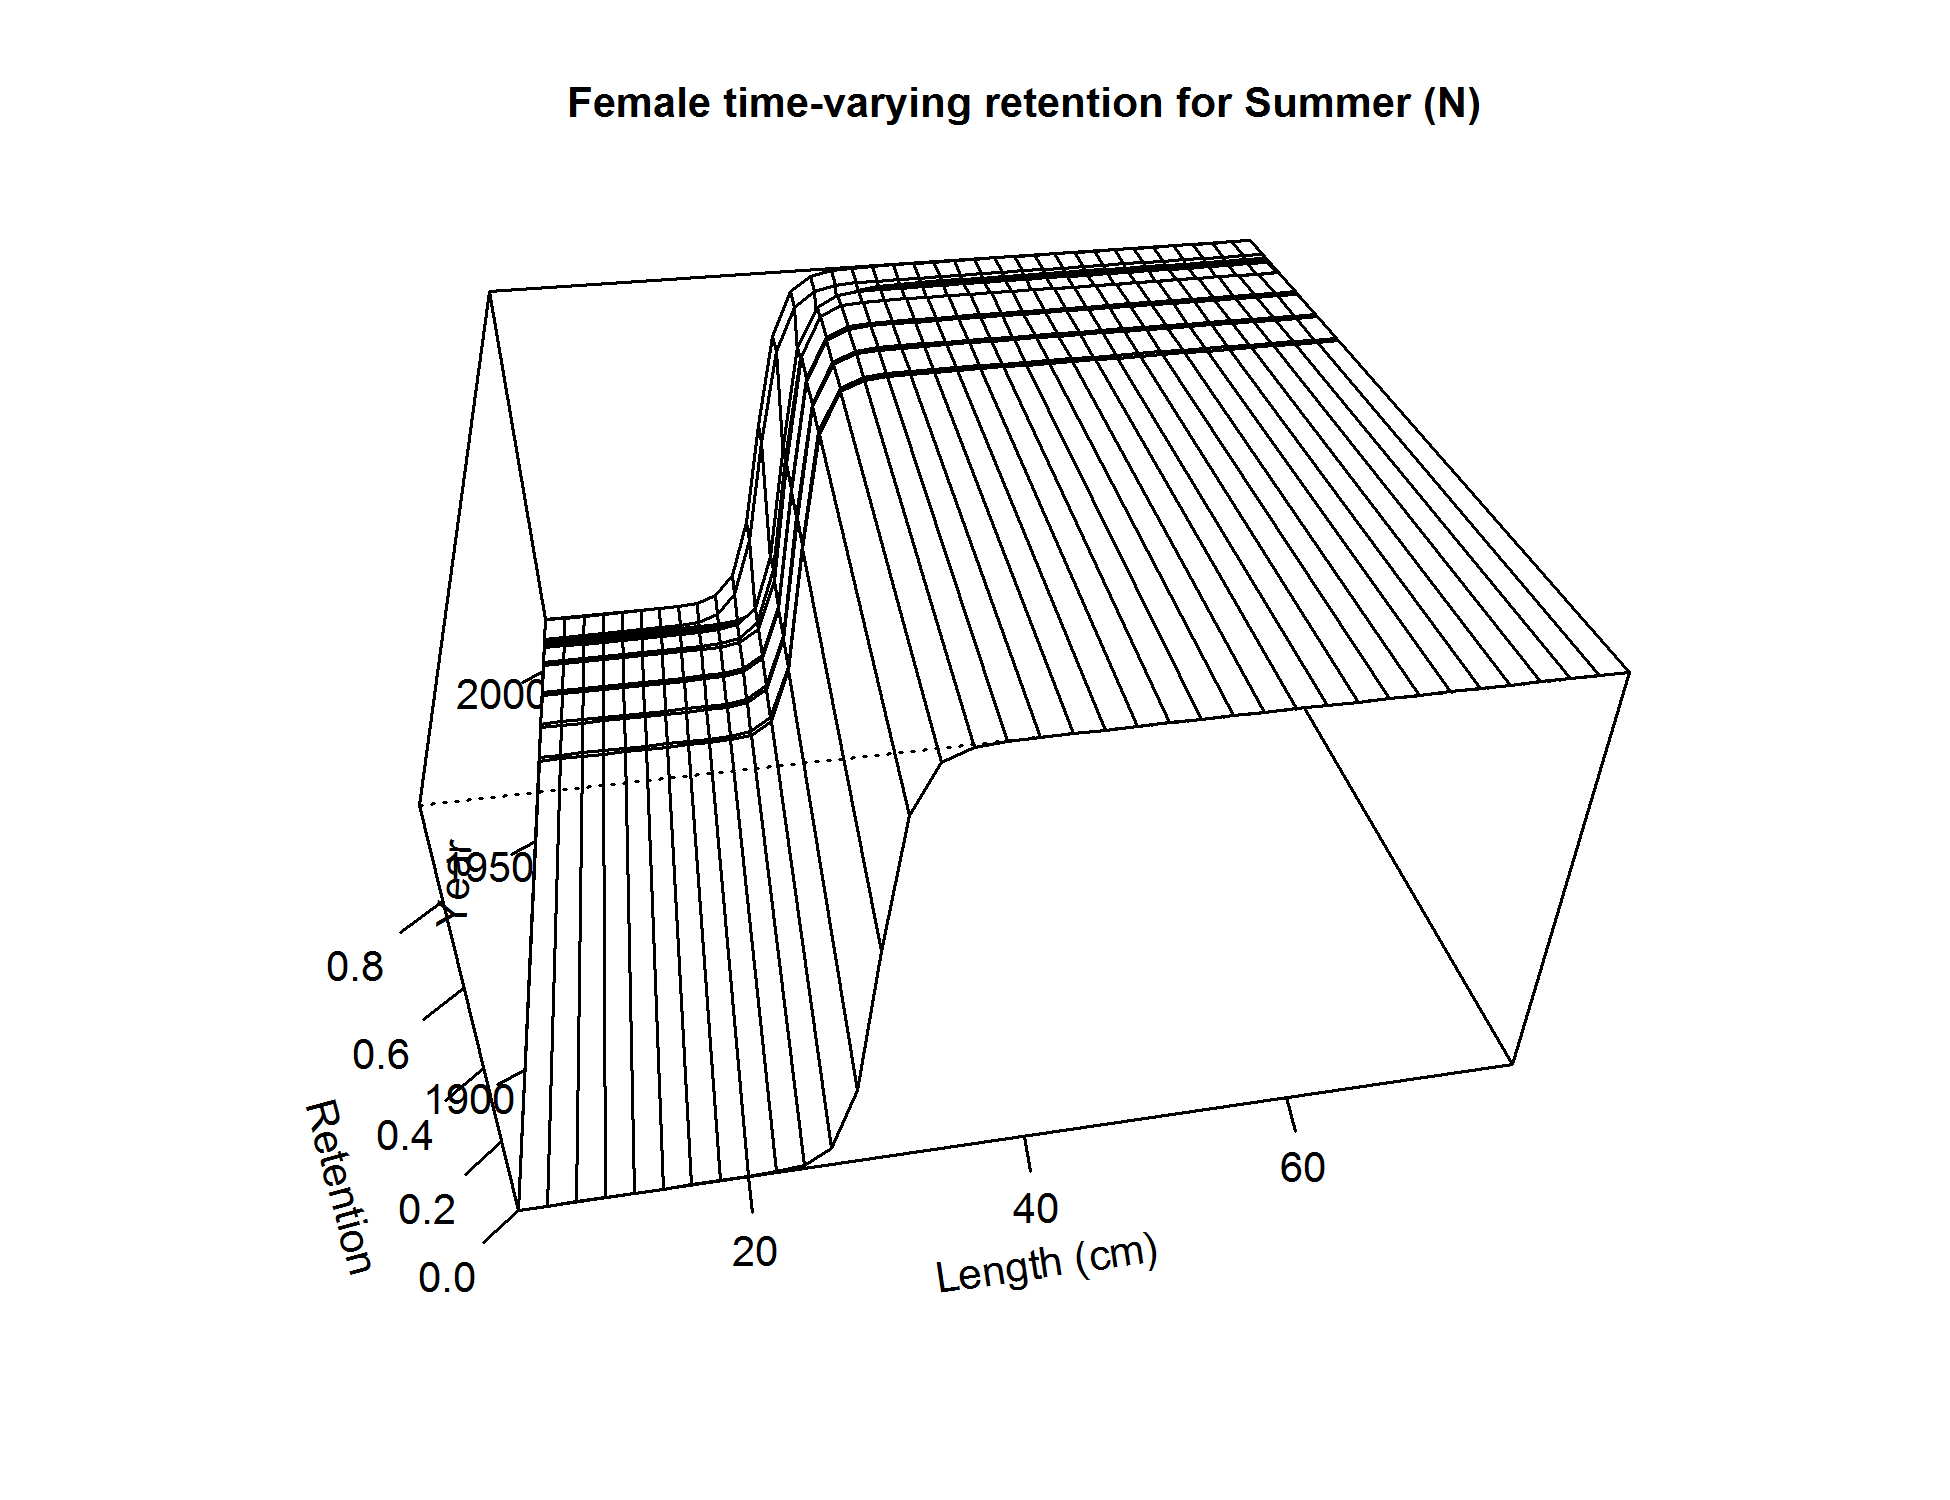 Female time-varying retention for Summer (N)
2000
1950
Year
0.8
0.6
1900
0.4
0.2
0.0
Retention
20
40
60
Length (cm)